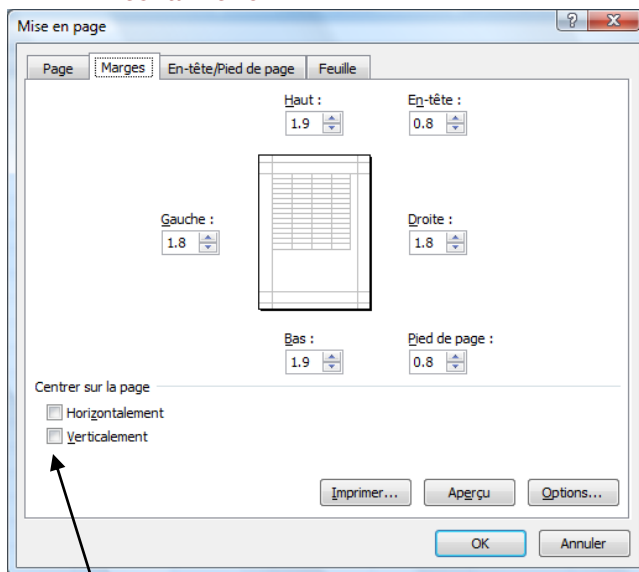 Mise en page
Page Marges En-tête/Pied de page Feuille
Haut : En-tête :
1.9 0.8
Gauche : Droite :
1.8 1.8
Bas : Pied de page :
1.9 0.8
Centrer sur la page
Horizontalement
Verticalement
Imprimer... Aperçu Options...
OK Annuler